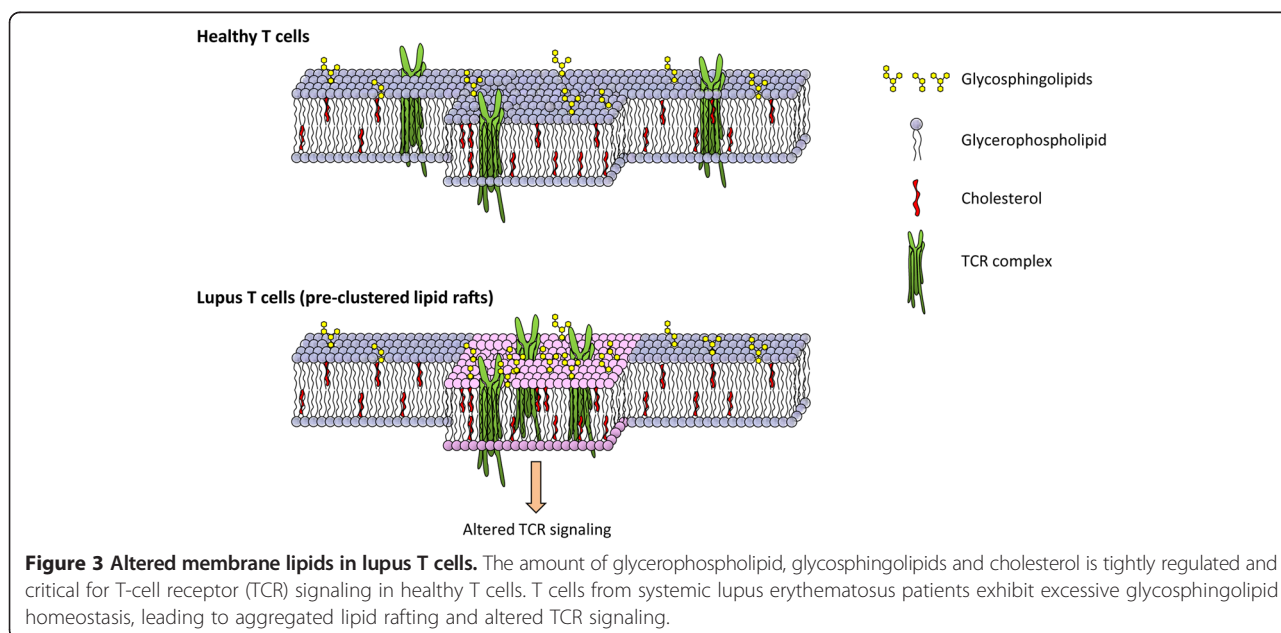 Healthy T cells
Glycosphingolipids
Glycerophospholipid
Cholesterol
TCR complex
Lupus T cells (pre-clustered lipid rafts)
Altered TCR signaling
Figure 3 Altered membrane lipids in lupus T cells. The amount of glycerophospholipid, glycosphingolipids and cholesterol is tightly regulated and
critical for T-cell receptor (TCR) signaling in healthy T cells. T cells from systemic lupus erythematosus patients exhibit excessive glycosphingolipid
homeostasis, leading to aggregated lipid rafting and altered TCR signaling.